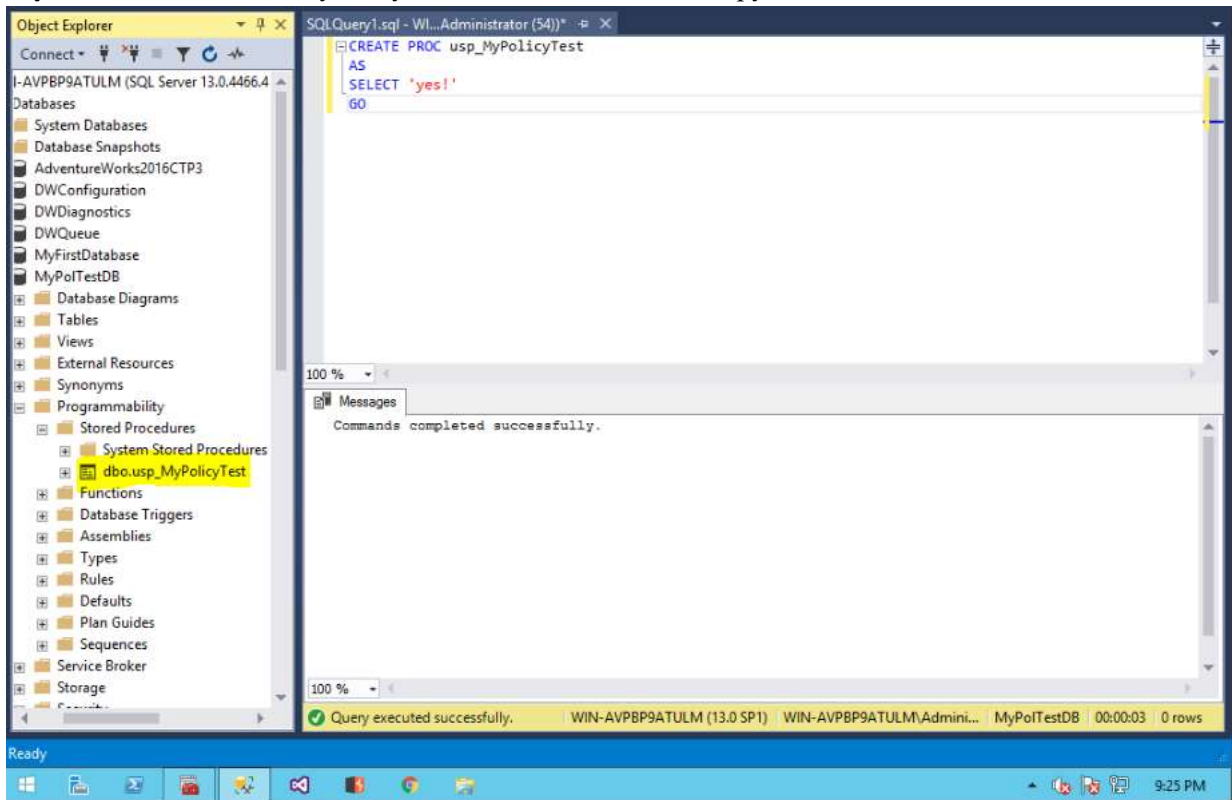 Object Explorer
Connect
I-AVPBP9ATULM (SQL Server 13.0.4466.4
Databases
System Databases
Database Snapshots
AdventureWorks2016CTP3
DWConfiguration
DWDiagnostics
DWQueue
MyFirstDatabase
MyPolTestDB
Database Diagrams
Tables
Views
External Resources
Synonyms
Programmability
Stored Procedures
System Stored Procedures
dbo.usp_MyPolicyTest
Functions
Database Triggers
Assemblies
Types
Rules
Defaults
Plan Guides
Sequences
Service Broker
Storage
SQLQuery1.sql - WI...Administrator (54))*
CREATE PROC usp_MyPolicyTest
AS
SELECT 'yes!'
GO
100 %
Messages
Commands completed successfully.
100 %
Query executed successfully. WIN-AVPBP9ATULM (13.0 SP1) WIN-AVPBP9ATULM\Admini... MyPolTestDB 00:00:03 0 rows
Ready
9:25 PM